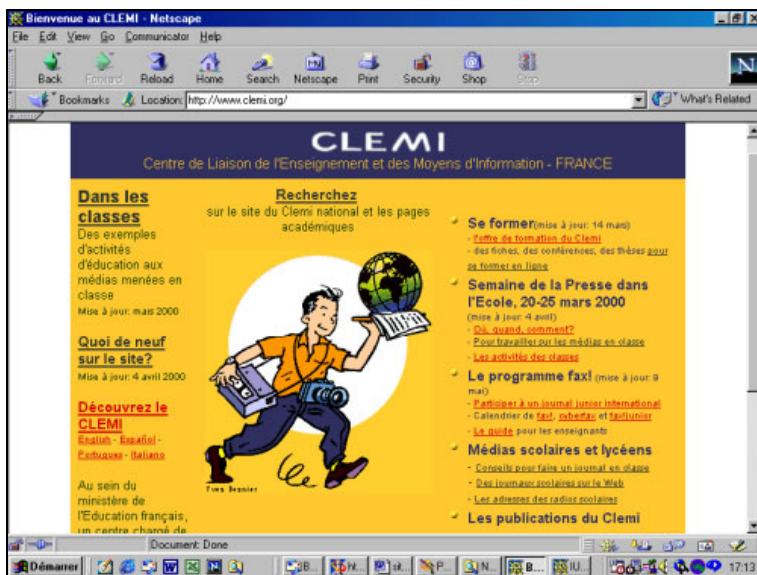 Bienvenue au CLEMI - Netscape
File Edit View Go Communicator Help
Back Forward Reload Home Search Netscape Print Security Shop Stop
Bookmarks Location: http://www.clemi.org/ What's Related
CLEMI
Centre de Liaison de l'Enseignement et des Moyens d'Information - FRANCE
Dans les
classes
Des exemples
d'activités
d'éducation aux
médias menées en
classe
Mise à jour: mars 2000
Quoi de neuf
sur le site?
Mise à jour: 4 avril 2000
Découvrez le
CLEMI
English - Español -
Portugues - Italiano
Au sein du
ministère de
l'Education français,
un centre chargé de
Recherchez
sur le site du Clemi national et les pages
académiques
Yves Besnier
Se former(mise à jour: 14 mars)
- l'offre de formation du Clemi
- des fiches, des conférences, des thèses pour
se former en ligne
Semaine de la Presse dans
l'Ecole, 20-25 mars 2000
(mise à jour: 4 avril)
- Où, quand, comment?
- Pour travailler sur les médias en classe
- Les activités des classes
Le programme fax! (mise à jour: 9
mai)
- Participer à un journal junior international
- Calendrier de fax!, cyberfax et faxjunior
- Le guide pour les enseignants
Médias scolaires et lycéens
- Conseils pour faire un journal en classe
- Des journaux scolaires sur le Web
- Les adresses des radios scolaires
Les publications du Clemi
Document: Done
Démarrer 17:13